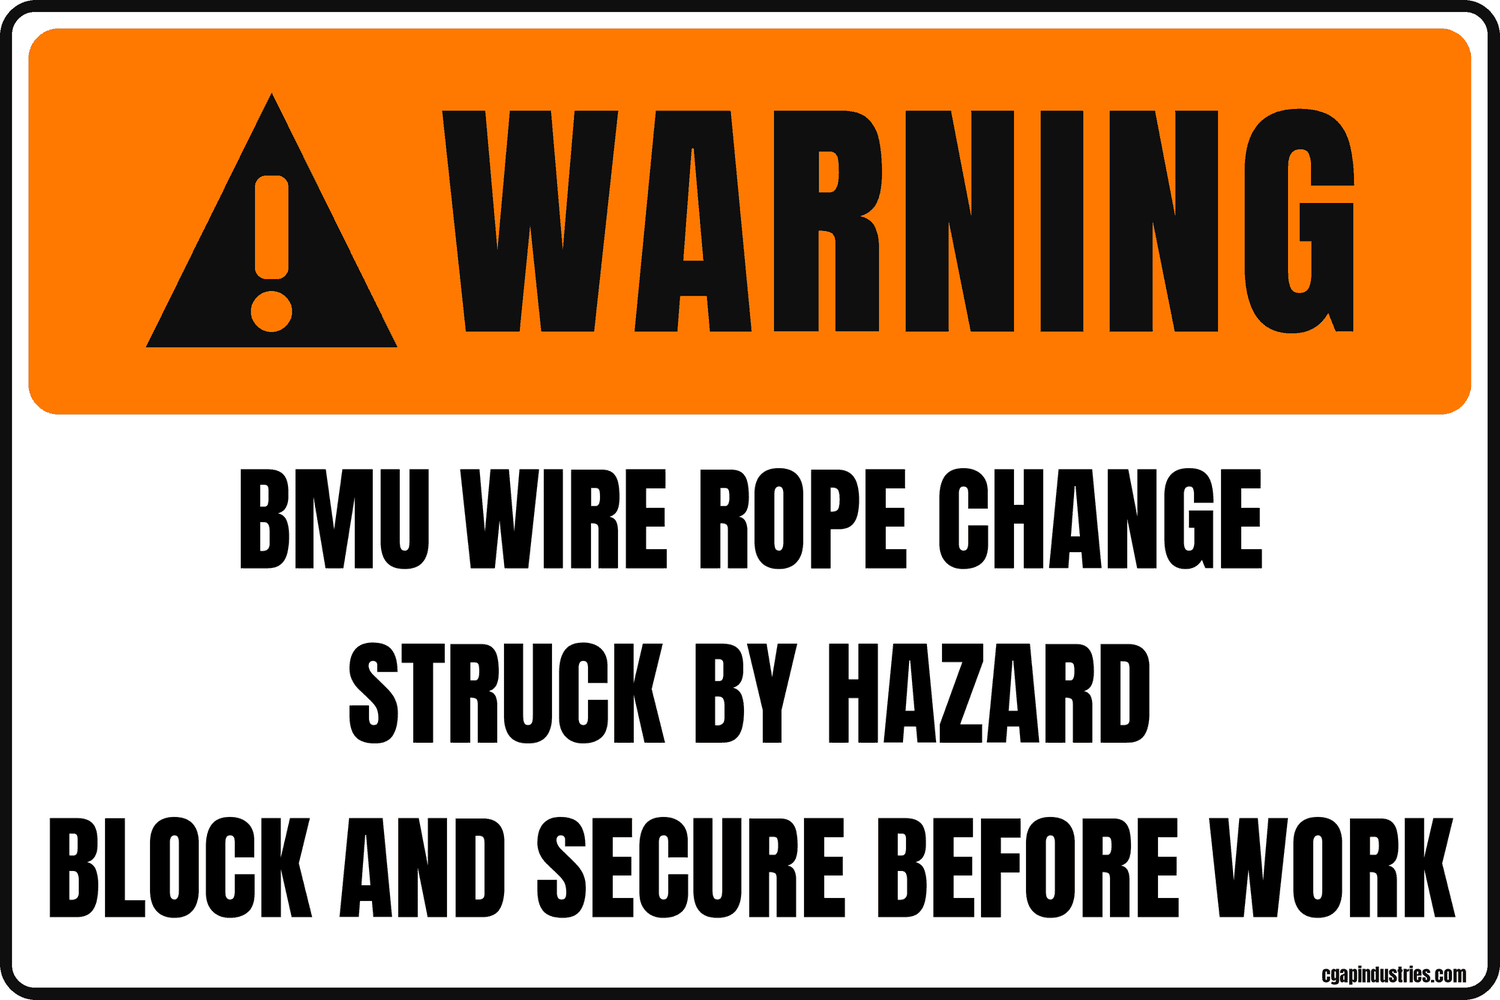 WARNING
BMU WIRE ROPE CHANGE
STRUCK BY HAZARD
BLOCK AND SECURE BEFORE WORK
cgapindustries.com